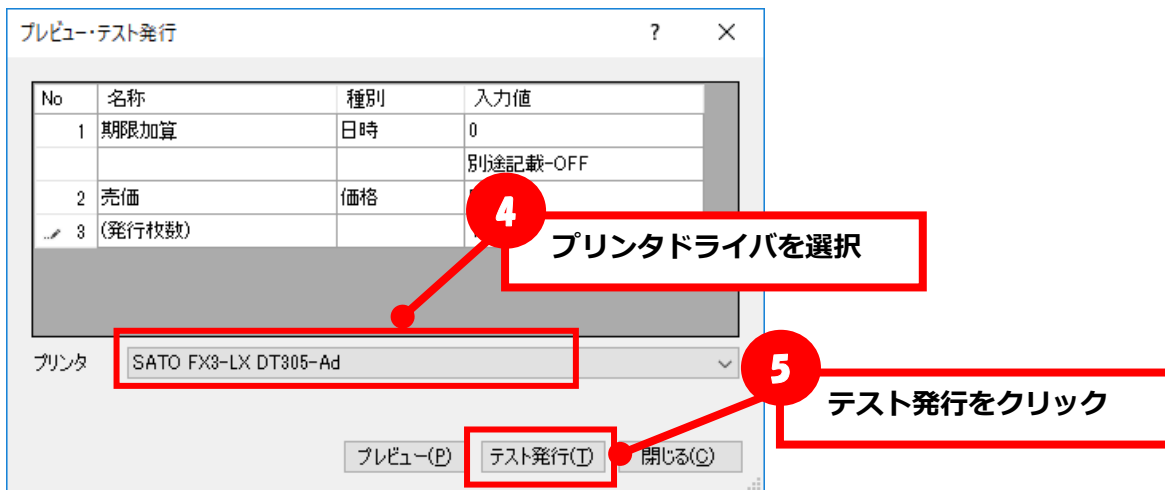 プレビュー・テスト発行 ? ×
No 名称 種別 入力値
1 期限加算 日時 0
別途記載-OFF
2 売価 価格
3 (発行枚数)
4
プリンタドライバを選択
プリンタ SATO FX3-LX DT305-Ad
5
テスト発行をクリック
プレビュー(P) テスト発行(T) 閉じる(C)